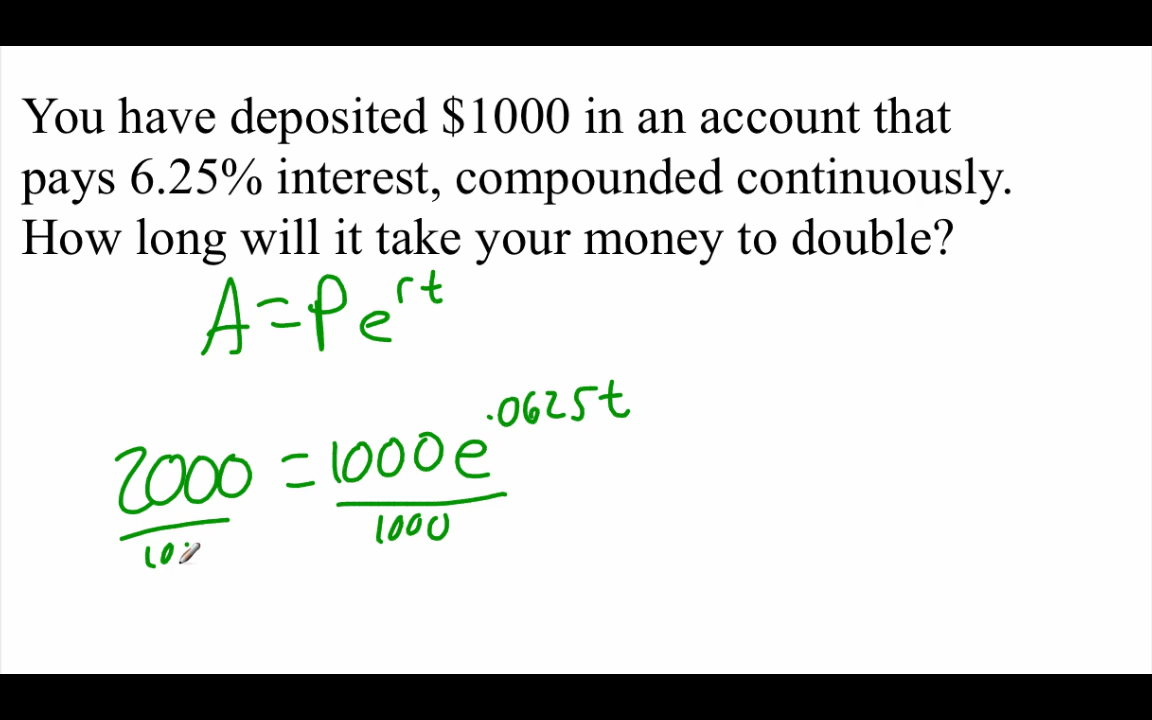 You have deposited $1000 in an account that
pays 6.25% interest, compounded continuously.
How long will it take your money to double?
A=Pe^rt
2000 = 1000e^.0625t
10 1000